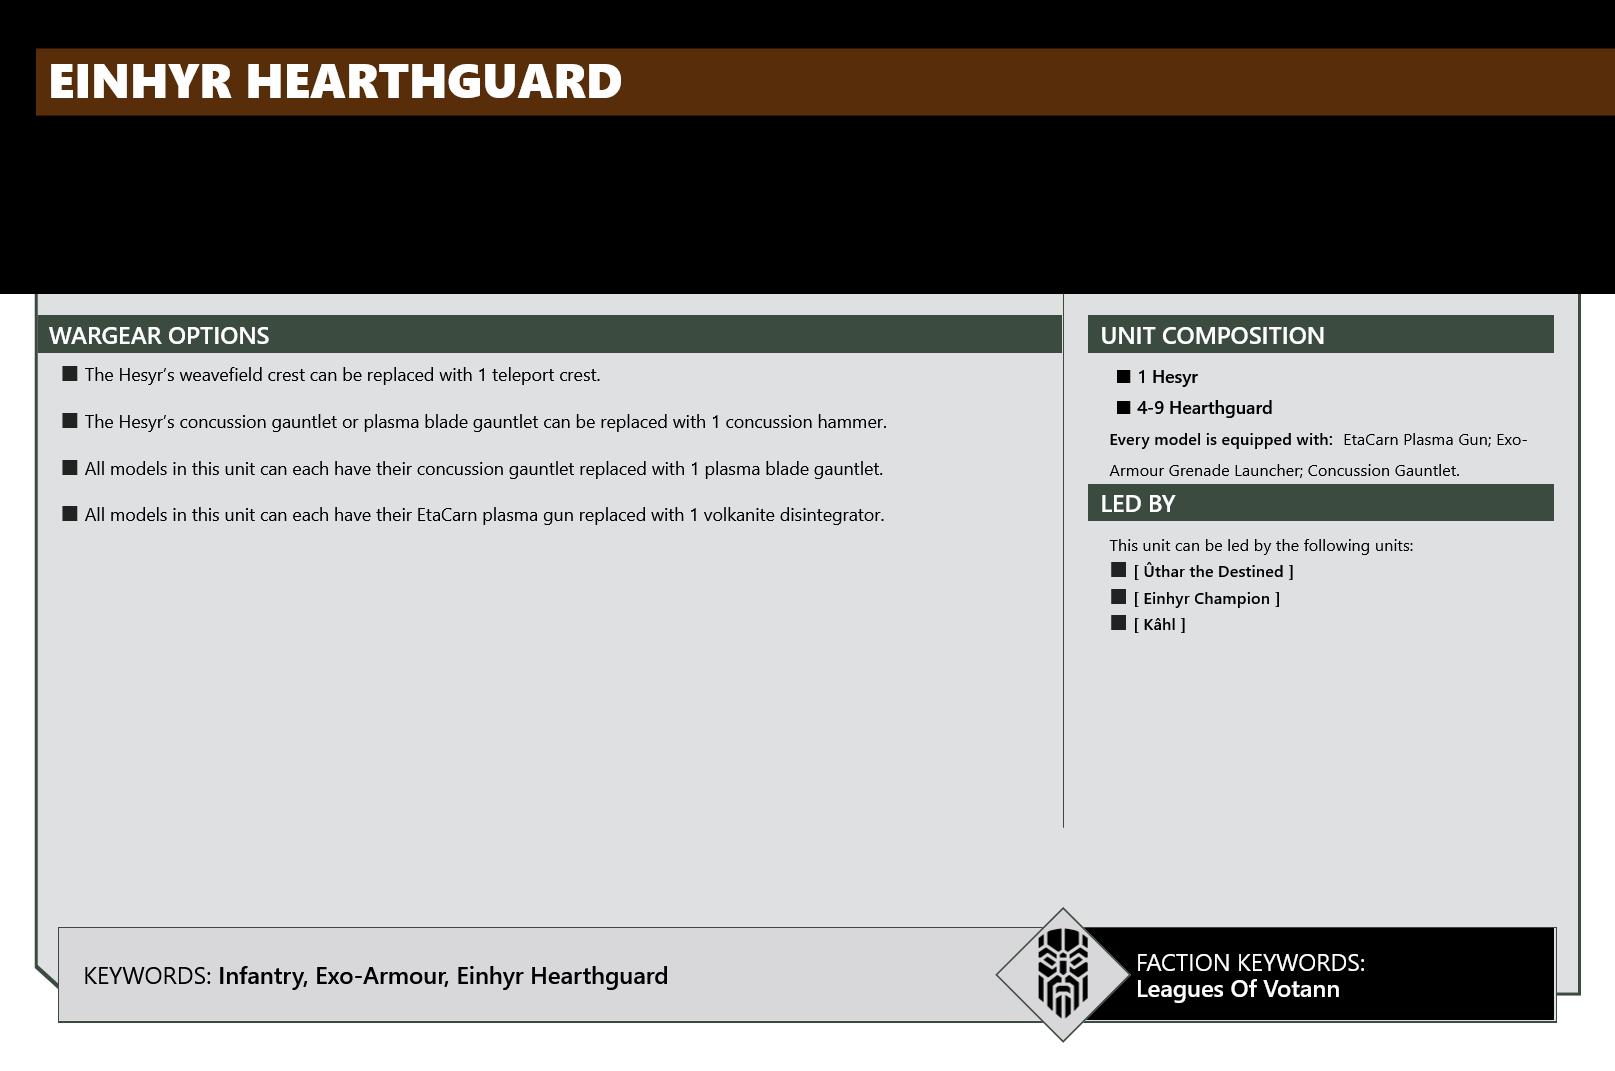 EINHYR HEARTHGUARD
WARGEAR OPTIONS
■ The Hesyr’s weavefield crest can be replaced with 1 teleport crest.
■ The Hesyr’s concussion gauntlet or plasma blade gauntlet can be replaced with 1 concussion hammer.
■ All models in this unit can each have their concussion gauntlet replaced with 1 plasma blade gauntlet.
■ All models in this unit can each have their EtaCarn plasma gun replaced with 1 volkanite disintegrator.
UNIT COMPOSITION
■ 1 Hesyr
■ 4-9 Hearthguard
Every model is equipped with: EtaCarn Plasma Gun; Exo-
Armour Grenade Launcher; Concussion Gauntlet.
LED BY
This unit can be led by the following units:
■ [ Ûthar the Destined ]
■ [ Einhyr Champion ]
■ [ Kâhl ]
KEYWORDS: Infantry, Exo-Armour, Einhyr Hearthguard
FACTION KEYWORDS:
Leagues Of Votann